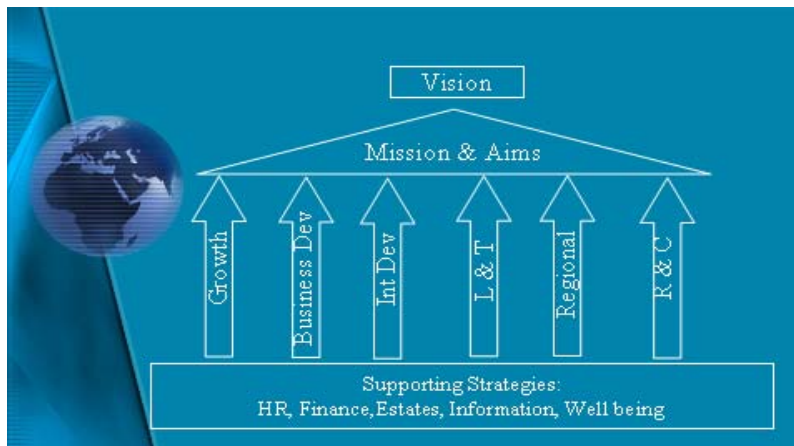 Vision
Mission & Aims
Growth
Business Dev
Int Dev
L & T
Regional
R & C
Supporting Strategies:
HR, Finance,Estates, Information, Well being